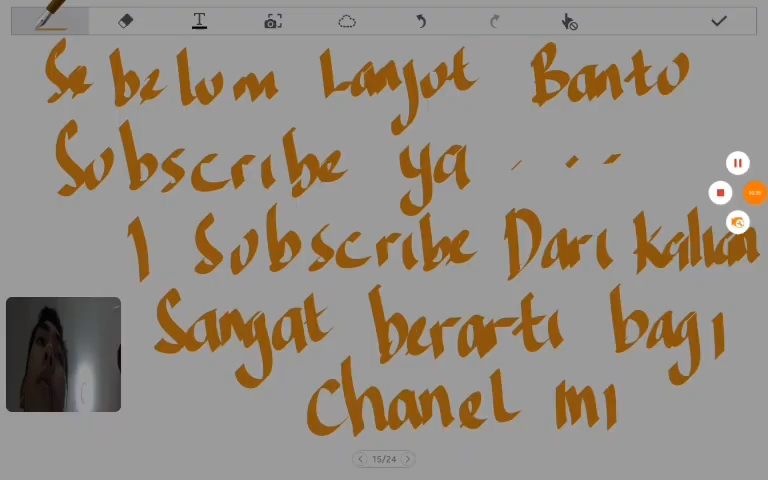 T
Sebelum Lanjut Bantu
Subscribe ya . . .
1 Subscribe Dari kalian
Sangat berarti bagi
Chanel ini
15/24